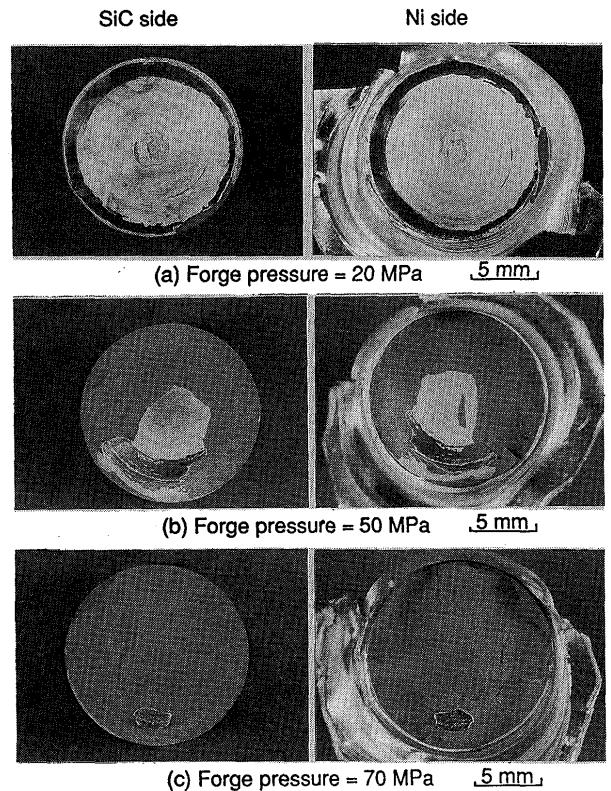 SiC side Ni side
(a) Forge pressure = 20 MPa 5 mm
(b) Forge pressure = 50 MPa 5 mm
(c) Forge pressure = 70 MPa 5 mm